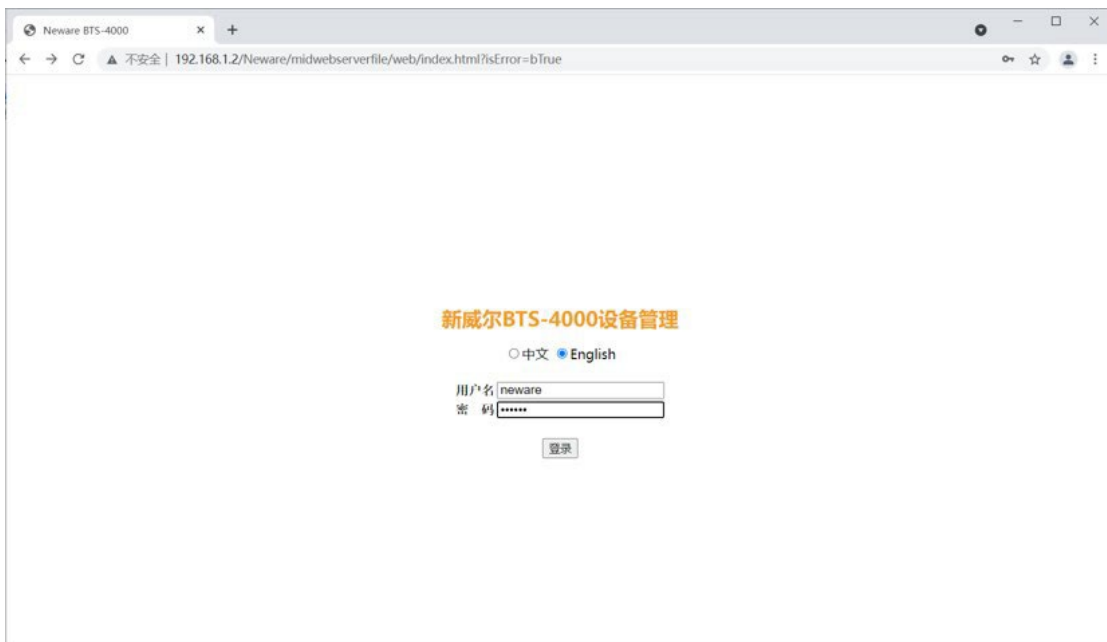 Neware BTS-4000
不安全 | 192.168.1.2/Neware/midwebserverfile/web/index.html?isError=bTrue
新威尔BTS-4000设备管理
中文 English
用户名 neware
密 码 ••••••
登录